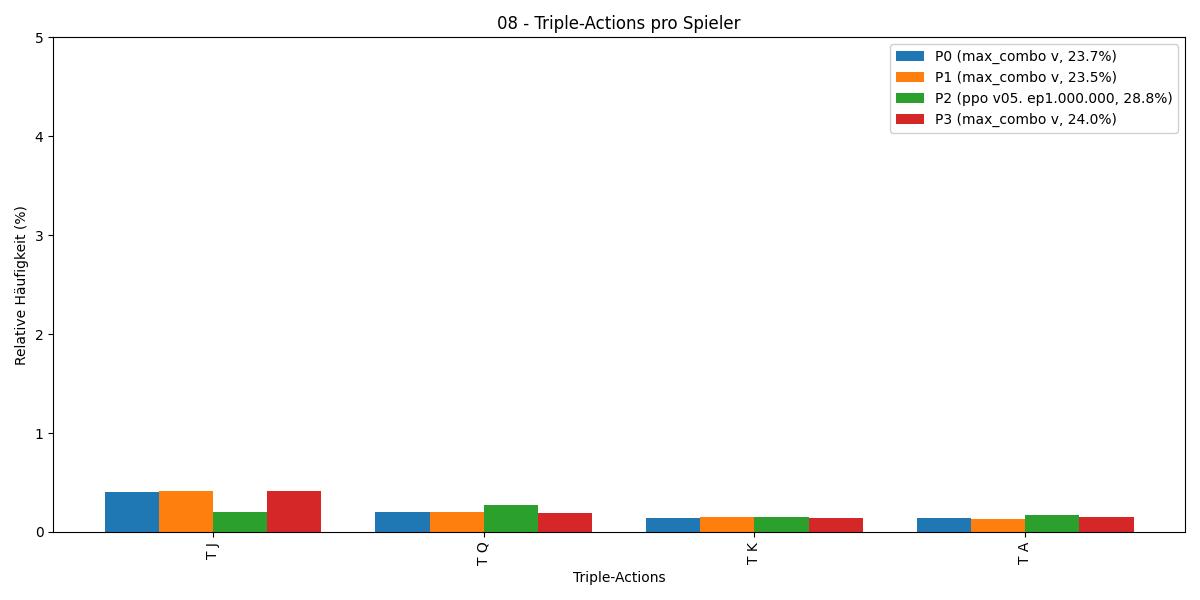 08 - Triple-Actions pro Spieler
5
4
3
2
1
0
Relative Häufigkeit (%)
P0 (max_combo v, 23.7%)
P1 (max_combo v, 23.5%)
P2 (ppo v05. ep1.000.000, 28.8%)
P3 (max_combo v, 24.0%)
T J
T Q
T K
T A
Triple-Actions